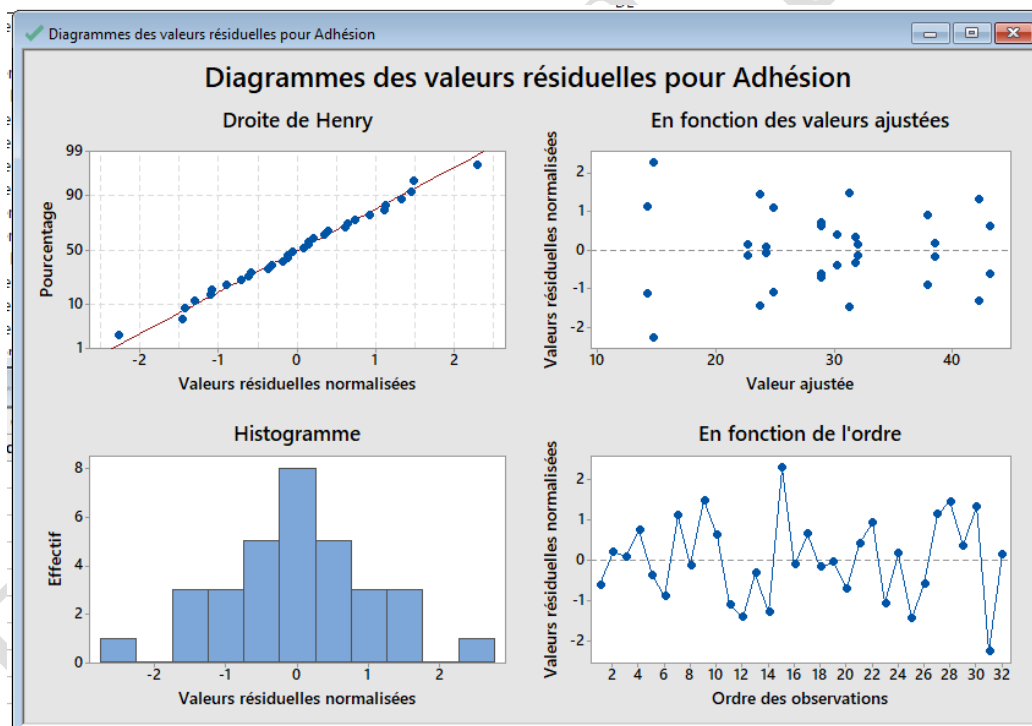 Diagrammes des valeurs résiduelles pour Adhésion
Diagrammes des valeurs résiduelles pour Adhésion
Droite de Henry
Pourcentage
99
90
50
10
1
-2 -1 0 1 2
Valeurs résiduelles normalisées
En fonction des valeurs ajustées
Valeurs résiduelles normalisées
2
1
0
-1
-2
10 20 30 40
Valeur ajustée
Histogramme
Effectif
8
6
4
2
0
-2 -1 0 1 2
Valeurs résiduelles normalisées
En fonction de l'ordre
Valeurs résiduelles normalisées
2
1
0
-1
-2
2 4 6 8 10 12 14 16 18 20 22 24 26 28 30 32
Ordre des observations